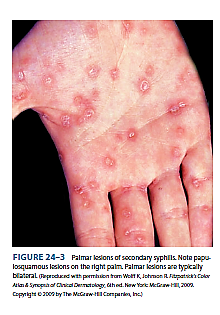 FIGURE 24–3 Palmar lesions of secondary syphilis. Note papu-
losquamous lesions on the right palm. Palmar lesions are typically
bilateral. (Reproduced with permission from Wolff K, Johnson R. Fitzpatrick's Color
Atlas & Synopsis of Clinical Dermatology, 6th ed. New York: McGraw-Hill, 2009.
Copyright © 2009 by The McGraw-Hill Companies, Inc.)